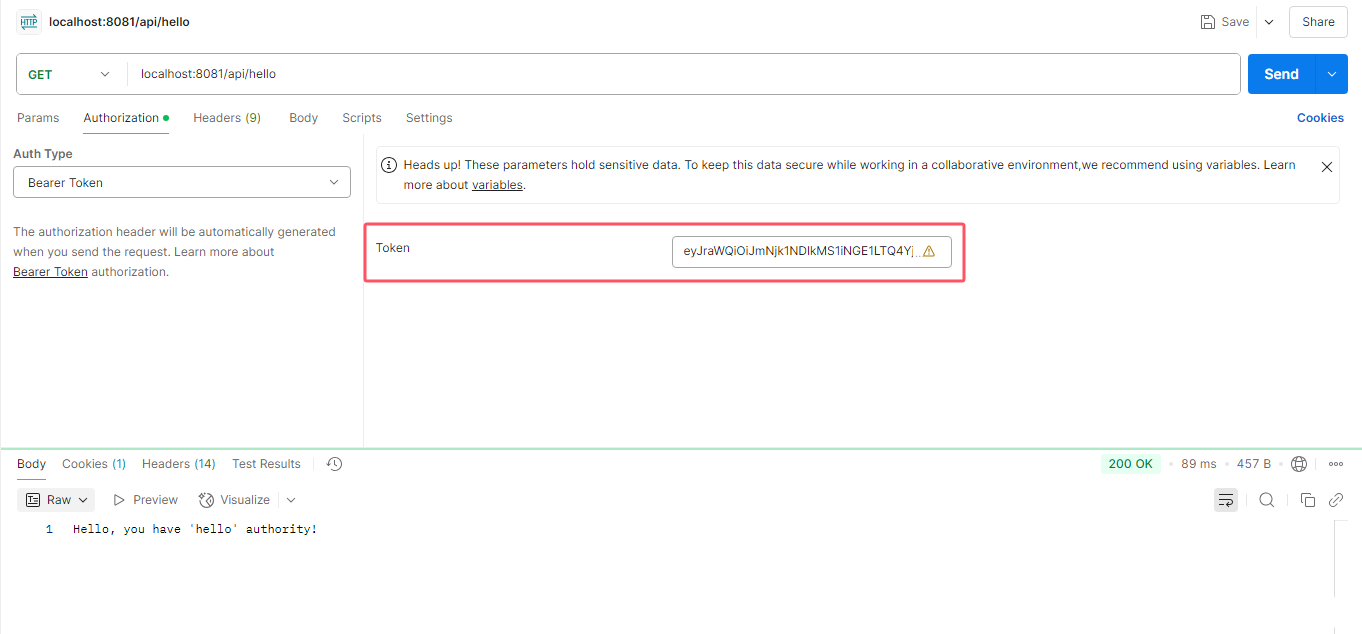 HTTP localhost:8081/api/hello Save Share
GET localhost:8081/api/hello Send
Params Authorization Headers (9) Body Scripts Settings Cookies
Auth Type
Bearer Token
The authorization header will be automatically generated
when you send the request. Learn more about
Bearer Token authorization.
Heads up! These parameters hold sensitive data. To keep this data secure while working in a collaborative environment,we recommend using variables. Learn
more about variables.
Token eyJraWQiOiJmNjk1NDlkMS1iNGE1LTQ4Yj...
Body Cookies (1) Headers (14) Test Results 200 OK 89 ms 457 B
Raw Preview Visualize
1 Hello, you have 'hello' authority!